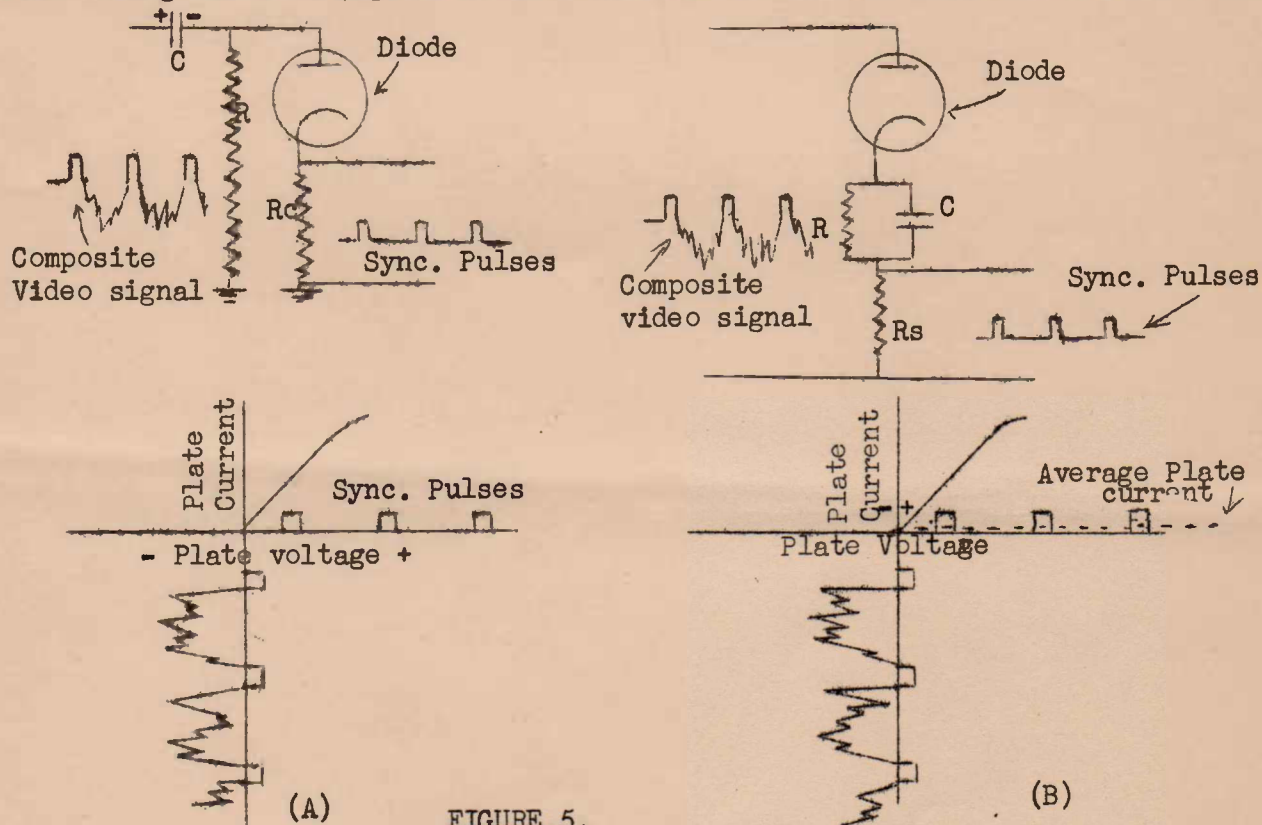 + -
C
Diode
R
Rc
Composite
Video signal
Sync. Pulses
Plate
Current
Sync. Pulses
- Plate voltage +
(A)
Diode
R
C
Composite
video signal
Rs
Sync. Pulses
Plate
Current
Average Plate
current
- +
Plate Voltage
(B)
FIGURE 5.